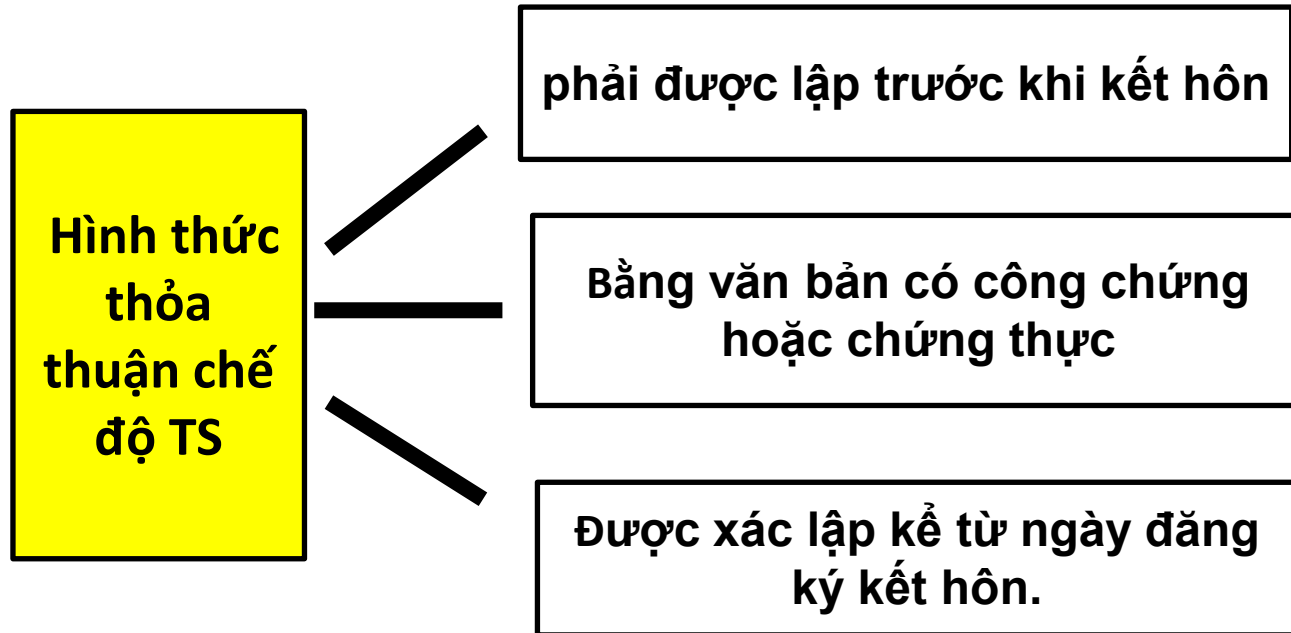 Hình thức
thỏa
thuận chế
độ TS
phải được lập trước khi kết hôn
Bằng văn bản có công chứng
hoặc chứng thực
Được xác lập kể từ ngày đăng
ký kết hôn.